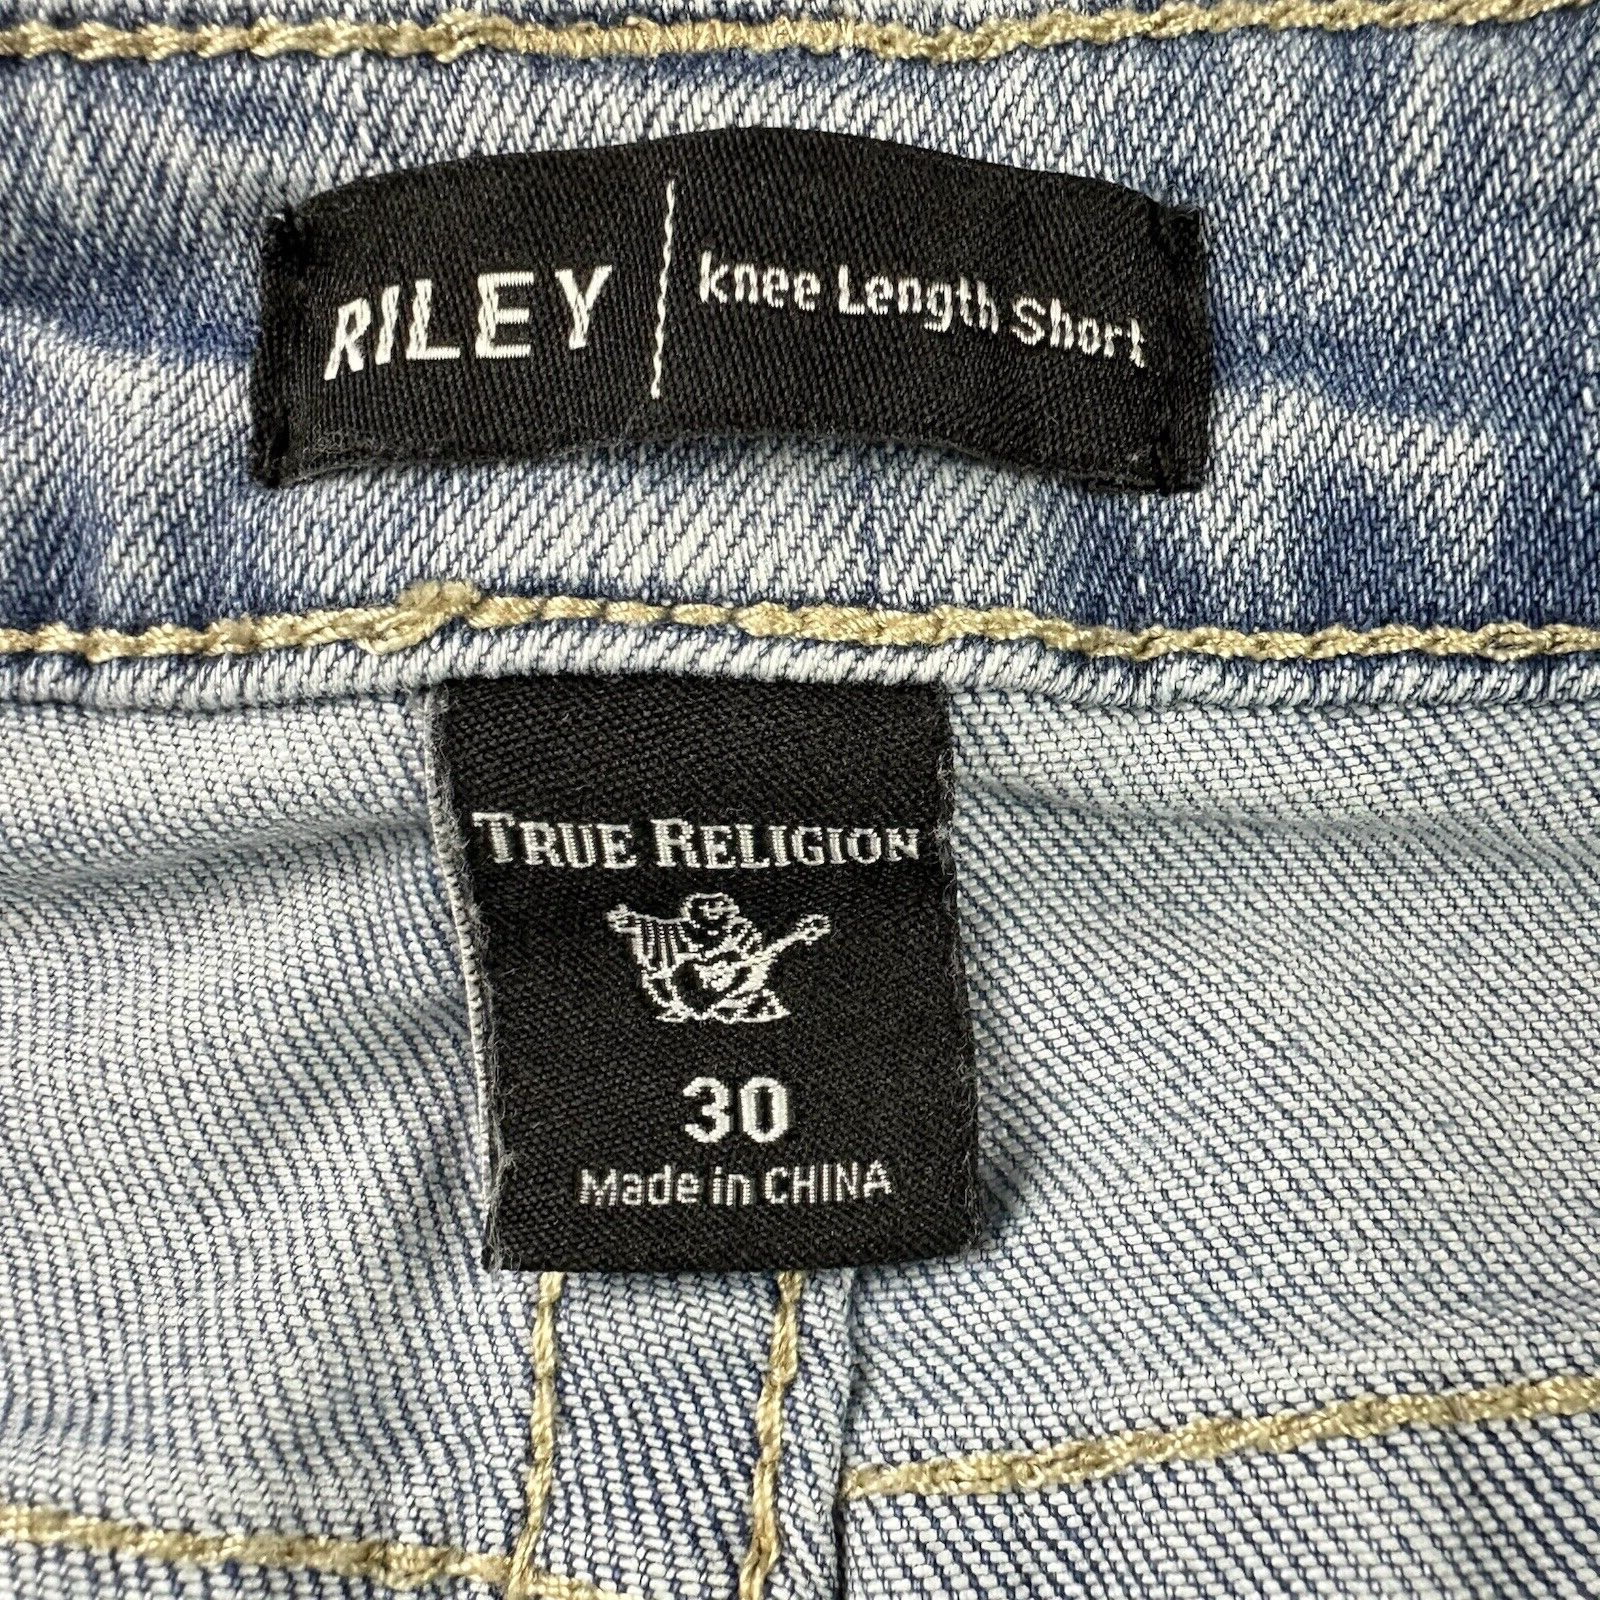 RILEY | knee Length Short
TRUE RELIGION
30
Made in CHINA